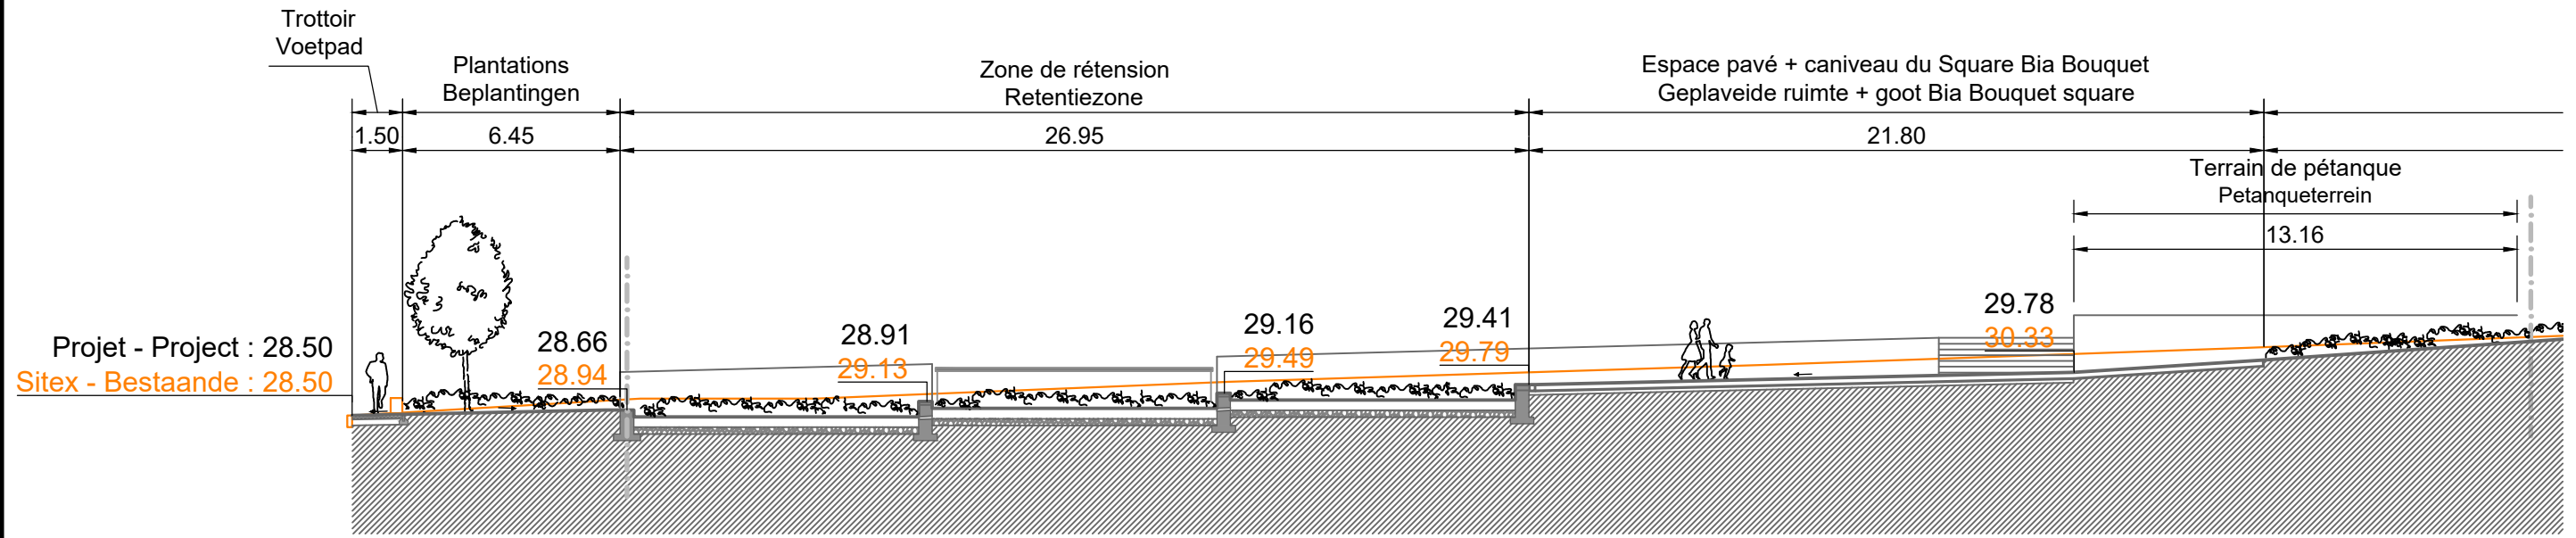 Trottoir
Voetpad
Plantations
Beplantingen
Zone de rétension
Retentiezone
Espace pavé + caniveau du Square Bia Bouquet
Geplaveide ruimte + goot Bia Bouquet square
1.50
6.45
26.95
21.80
Terrain de pétanque
Petanqueterrein
13.16
Projet - Project : 28.50
Sitex - Bestaande : 28.50
28.66
28.94
28.91
29.13
29.16
29.49
29.41
29.79
29.78
30.33